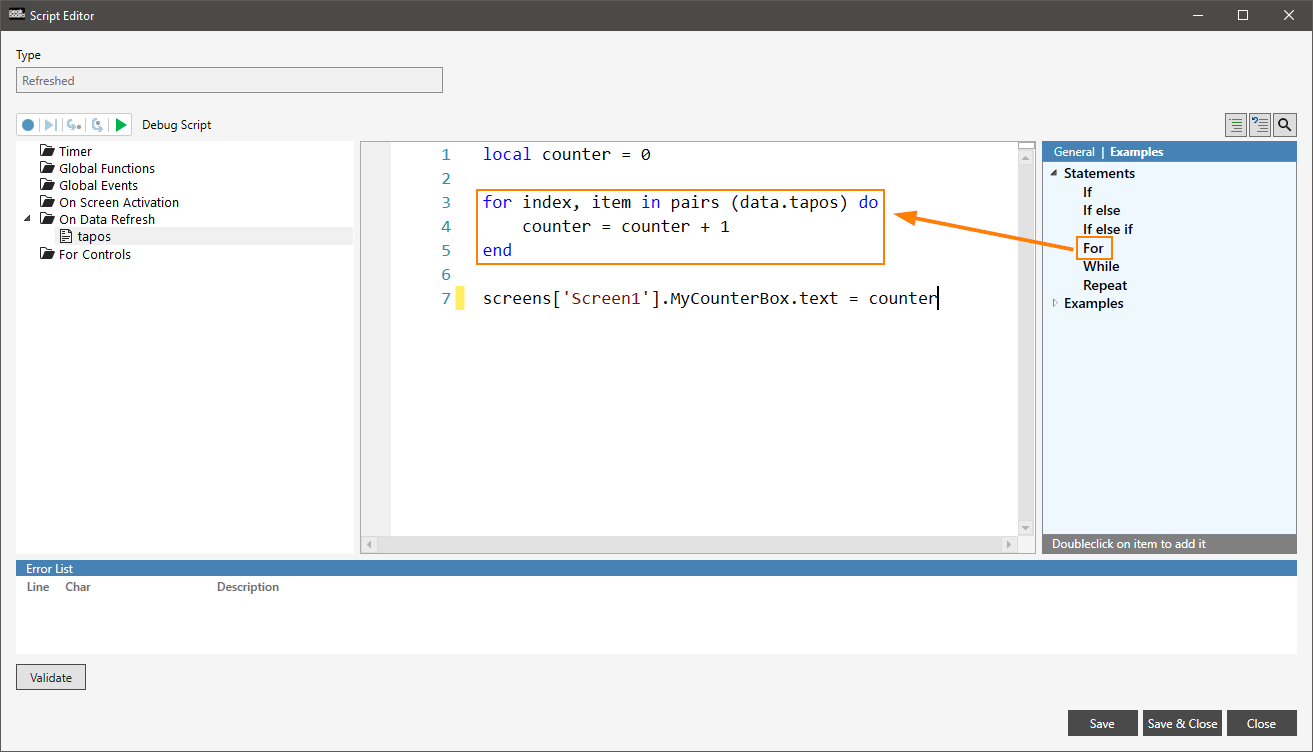 Script Editor
Type
Refreshed
Debug Script
Timer
Global Functions
Global Events
On Screen Activation
On Data Refresh
tapos
For Controls
1 local counter = 0
2
3 for index, item in pairs (data.tapos) do
4 counter = counter + 1
5 end
6
7 screens['Screen1'].MyCounterBox.text = counter
General | Examples
Statements
If
If else
If else if
For
While
Repeat
Examples
Doubleclick on item to add it
Error List
Line Char Description
Validate
Save Save & Close Close